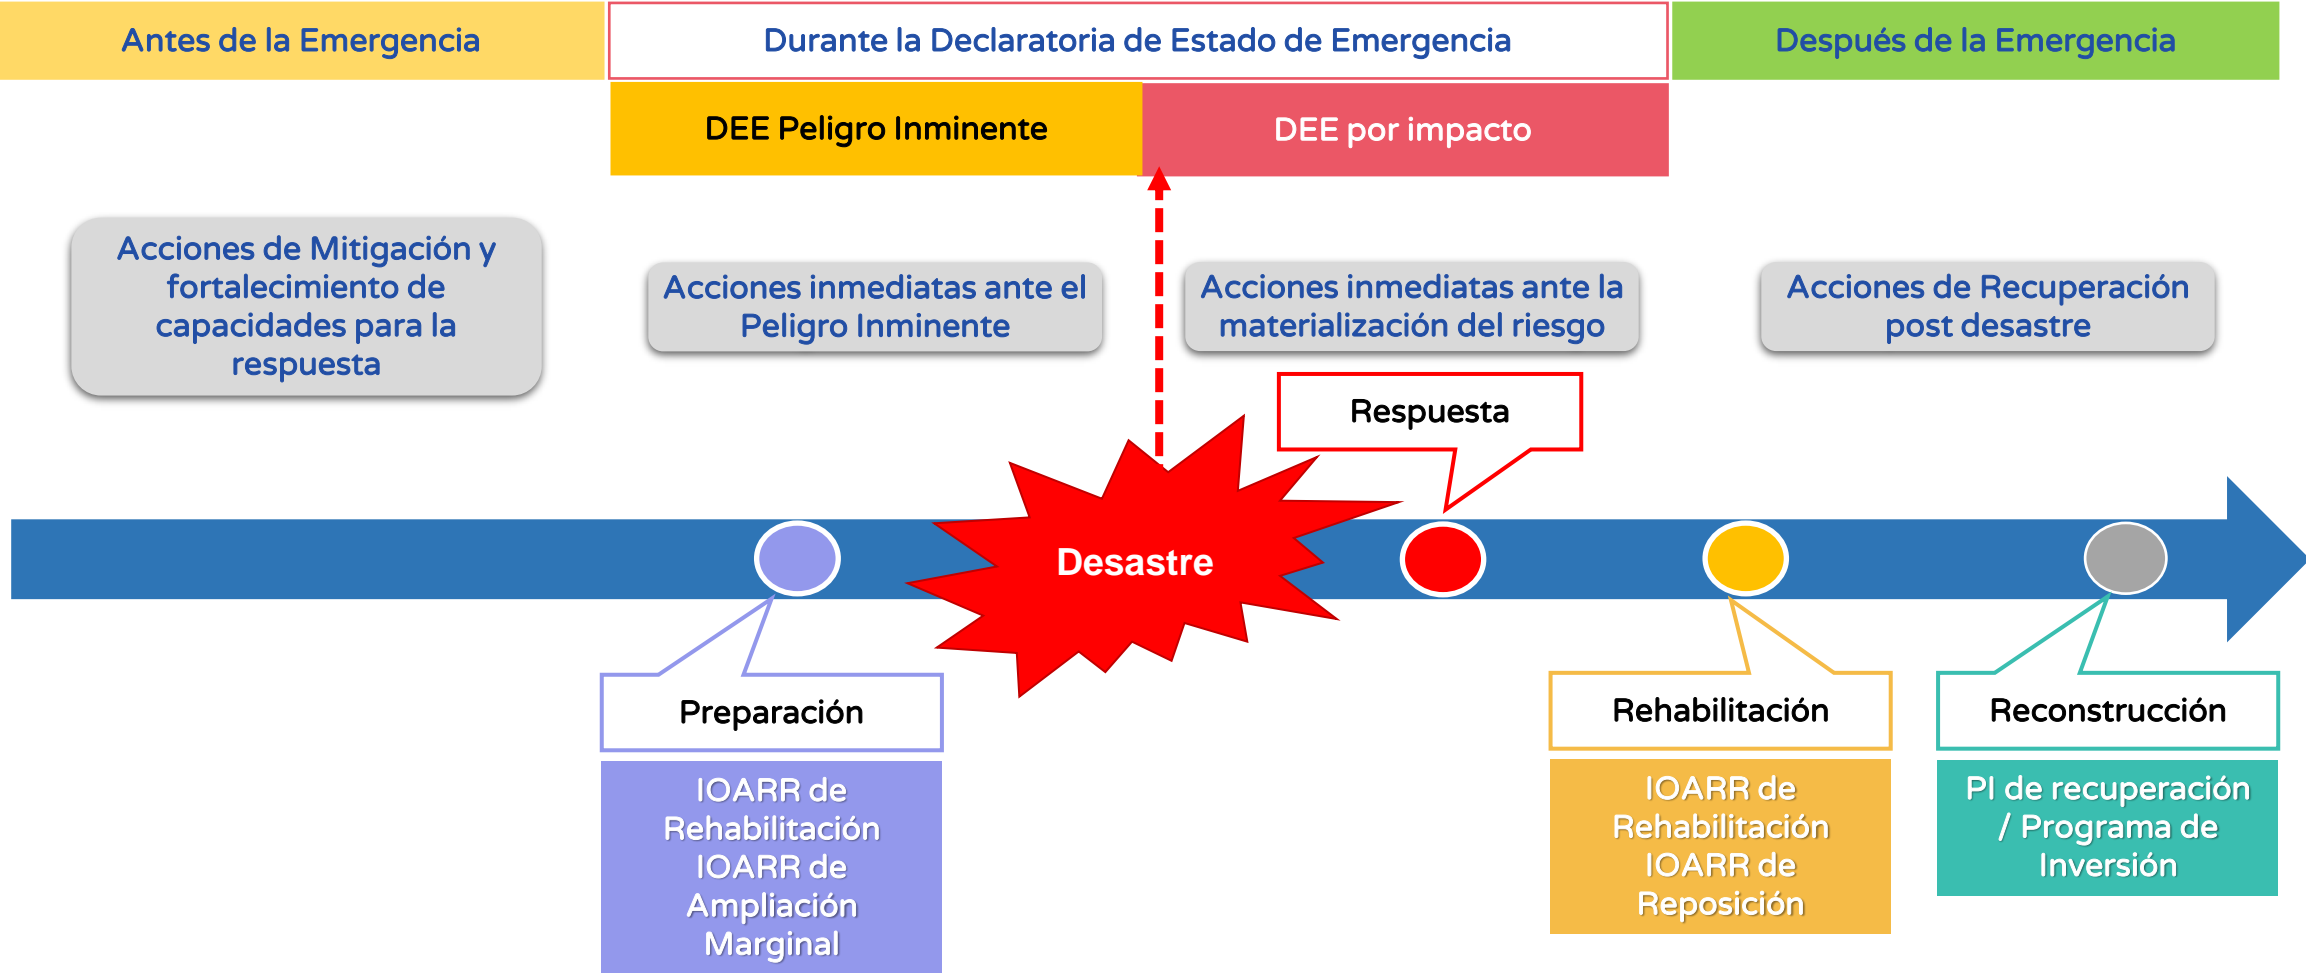 Antes de la Emergencia
Durante la Declaratoria de Estado de Emergencia
Después de la Emergencia
DEE Peligro Inminente
DEE por impacto
Acciones de Mitigación y
fortalecimiento de
capacidades para la
respuesta
Acciones inmediatas ante el
Peligro Inminente
Acciones inmediatas ante la
materialización del riesgo
Acciones de Recuperación
post desastre
Respuesta
Desastre
Preparación
IOARR de
Rehabilitación
IOARR de
Ampliación
Marginal
Rehabilitación
IOARR de
Rehabilitación
IOARR de
Reposición
Reconstrucción
PI de recuperación
/ Programa de
Inversión